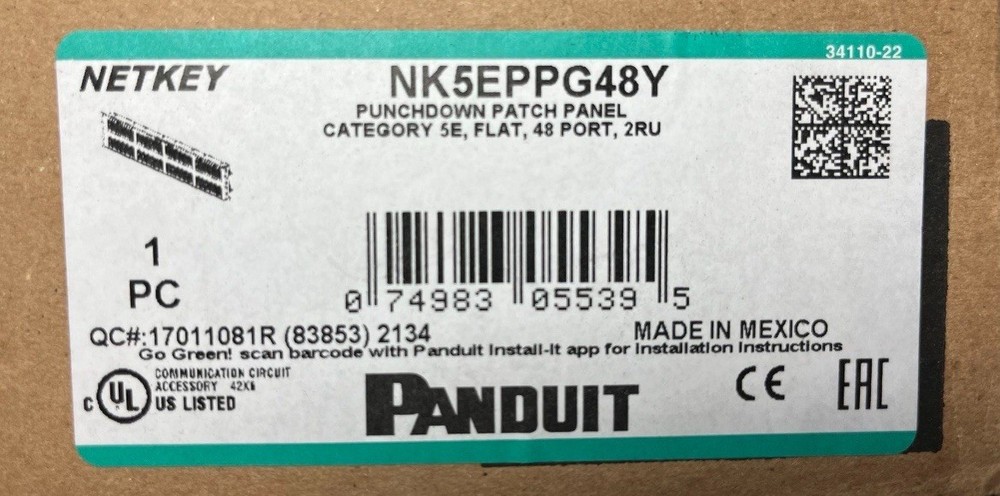 34110-22
NETKEY
NK5EPPG48Y
PUNCHDOWN PATCH PANEL
CATEGORY 5E, FLAT, 48 PORT, 2RU
1
PC
0 74983 05539 5
QC#:17011081R (83853) 2134
MADE IN MEXICO
Go Green! scan barcode with Panduit Install-It app for Installation Instructions
COMMUNICATION CIRCUIT
ACCESSORY 42X6
C UL US LISTED
PANDUIT
CE
EAC